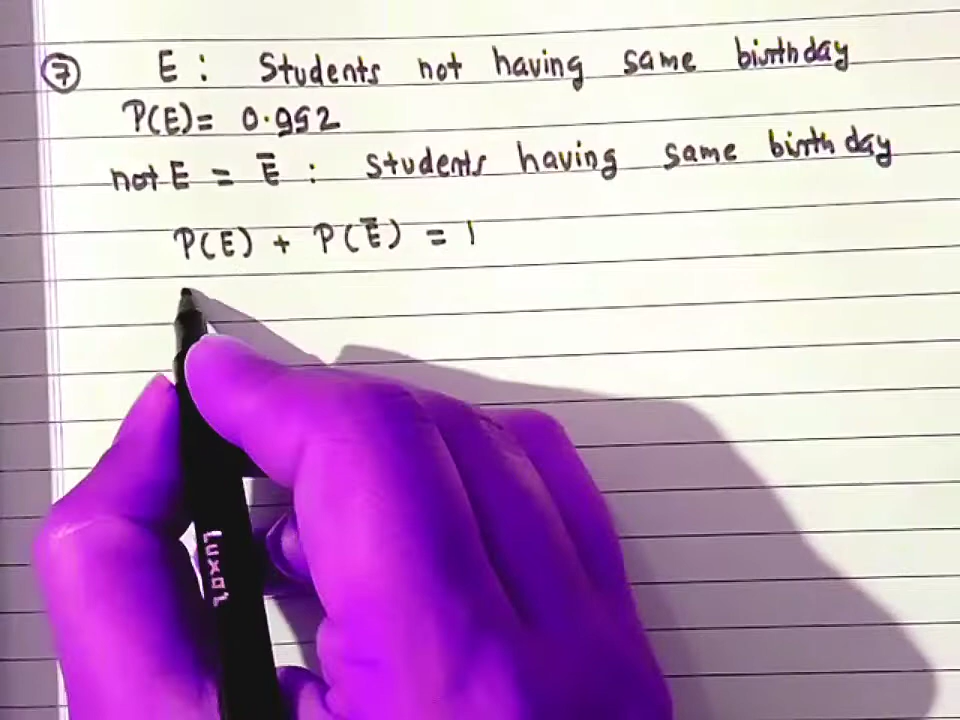 ⑦ E : Students not having same birthday
P(E) = 0.992
not E = E̅ : students having same birthday
P(E) + P(E̅) = 1
LUXOR